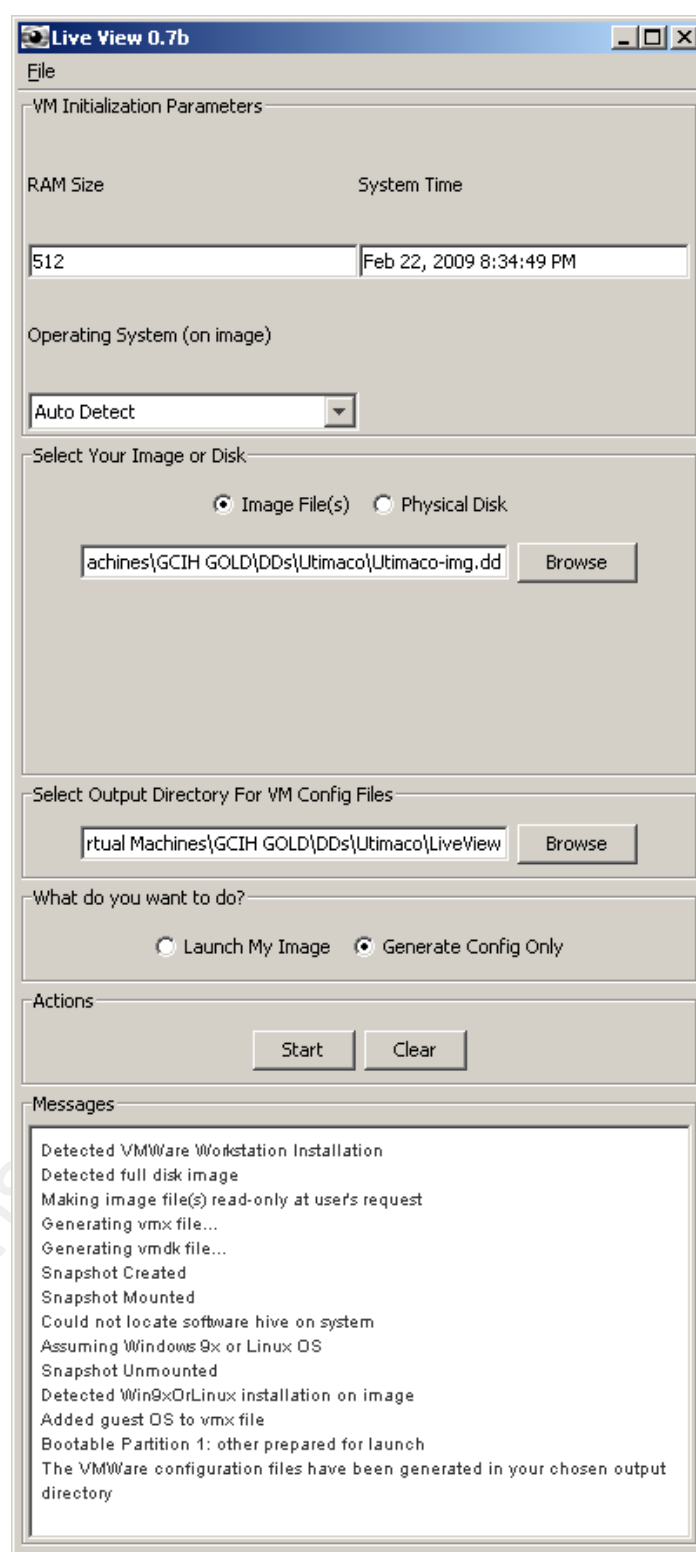 Live View 0.7b
File
VM Initialization Parameters
RAM Size System Time
512 Feb 22, 2009 8:34:49 PM
Operating System (on image)
Auto Detect
Select Your Image or Disk
Image File(s) Physical Disk
achines\GCIH GOLD\DDs\Utimaco\Utimaco-img.dd Browse
Select Output Directory For VM Config Files
rtual Machines\GCIH GOLD\DDs\Utimaco\LiveView Browse
What do you want to do?
Launch My Image Generate Config Only
Actions
Start Clear
Messages
Detected VMWare Workstation Installation
Detected full disk image
Making image file(s) read-only at user's request
Generating vmx file...
Generating vmdk file...
Snapshot Created
Snapshot Mounted
Could not locate software hive on system
Assuming Windows 9x or Linux OS
Snapshot Unmounted
Detected Win9xOrLinux installation on image
Added guest OS to vmx file
Bootable Partition 1: other prepared for launch
The VMWare configuration files have been generated in your chosen output
directory